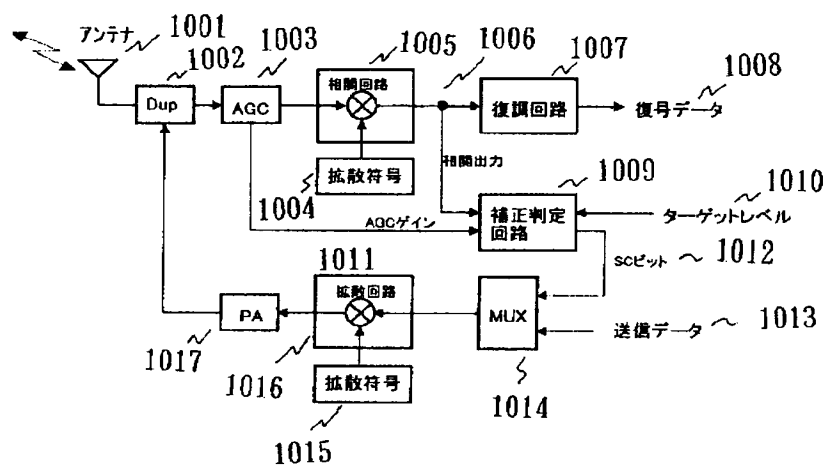 アンテナ
1001
1002
1003
1005
1006
1007
1008
Dup
AGC
相関回路
復調回路
復号データ
相関出力
1009
1010
拡散符号
1004
AGCゲイン
補正判定
回路
ターゲットレベル
SCビット
1012
1011
拡散回路
PA
MUX
送信データ
1013
1017
1016
拡散符号
1014
1015